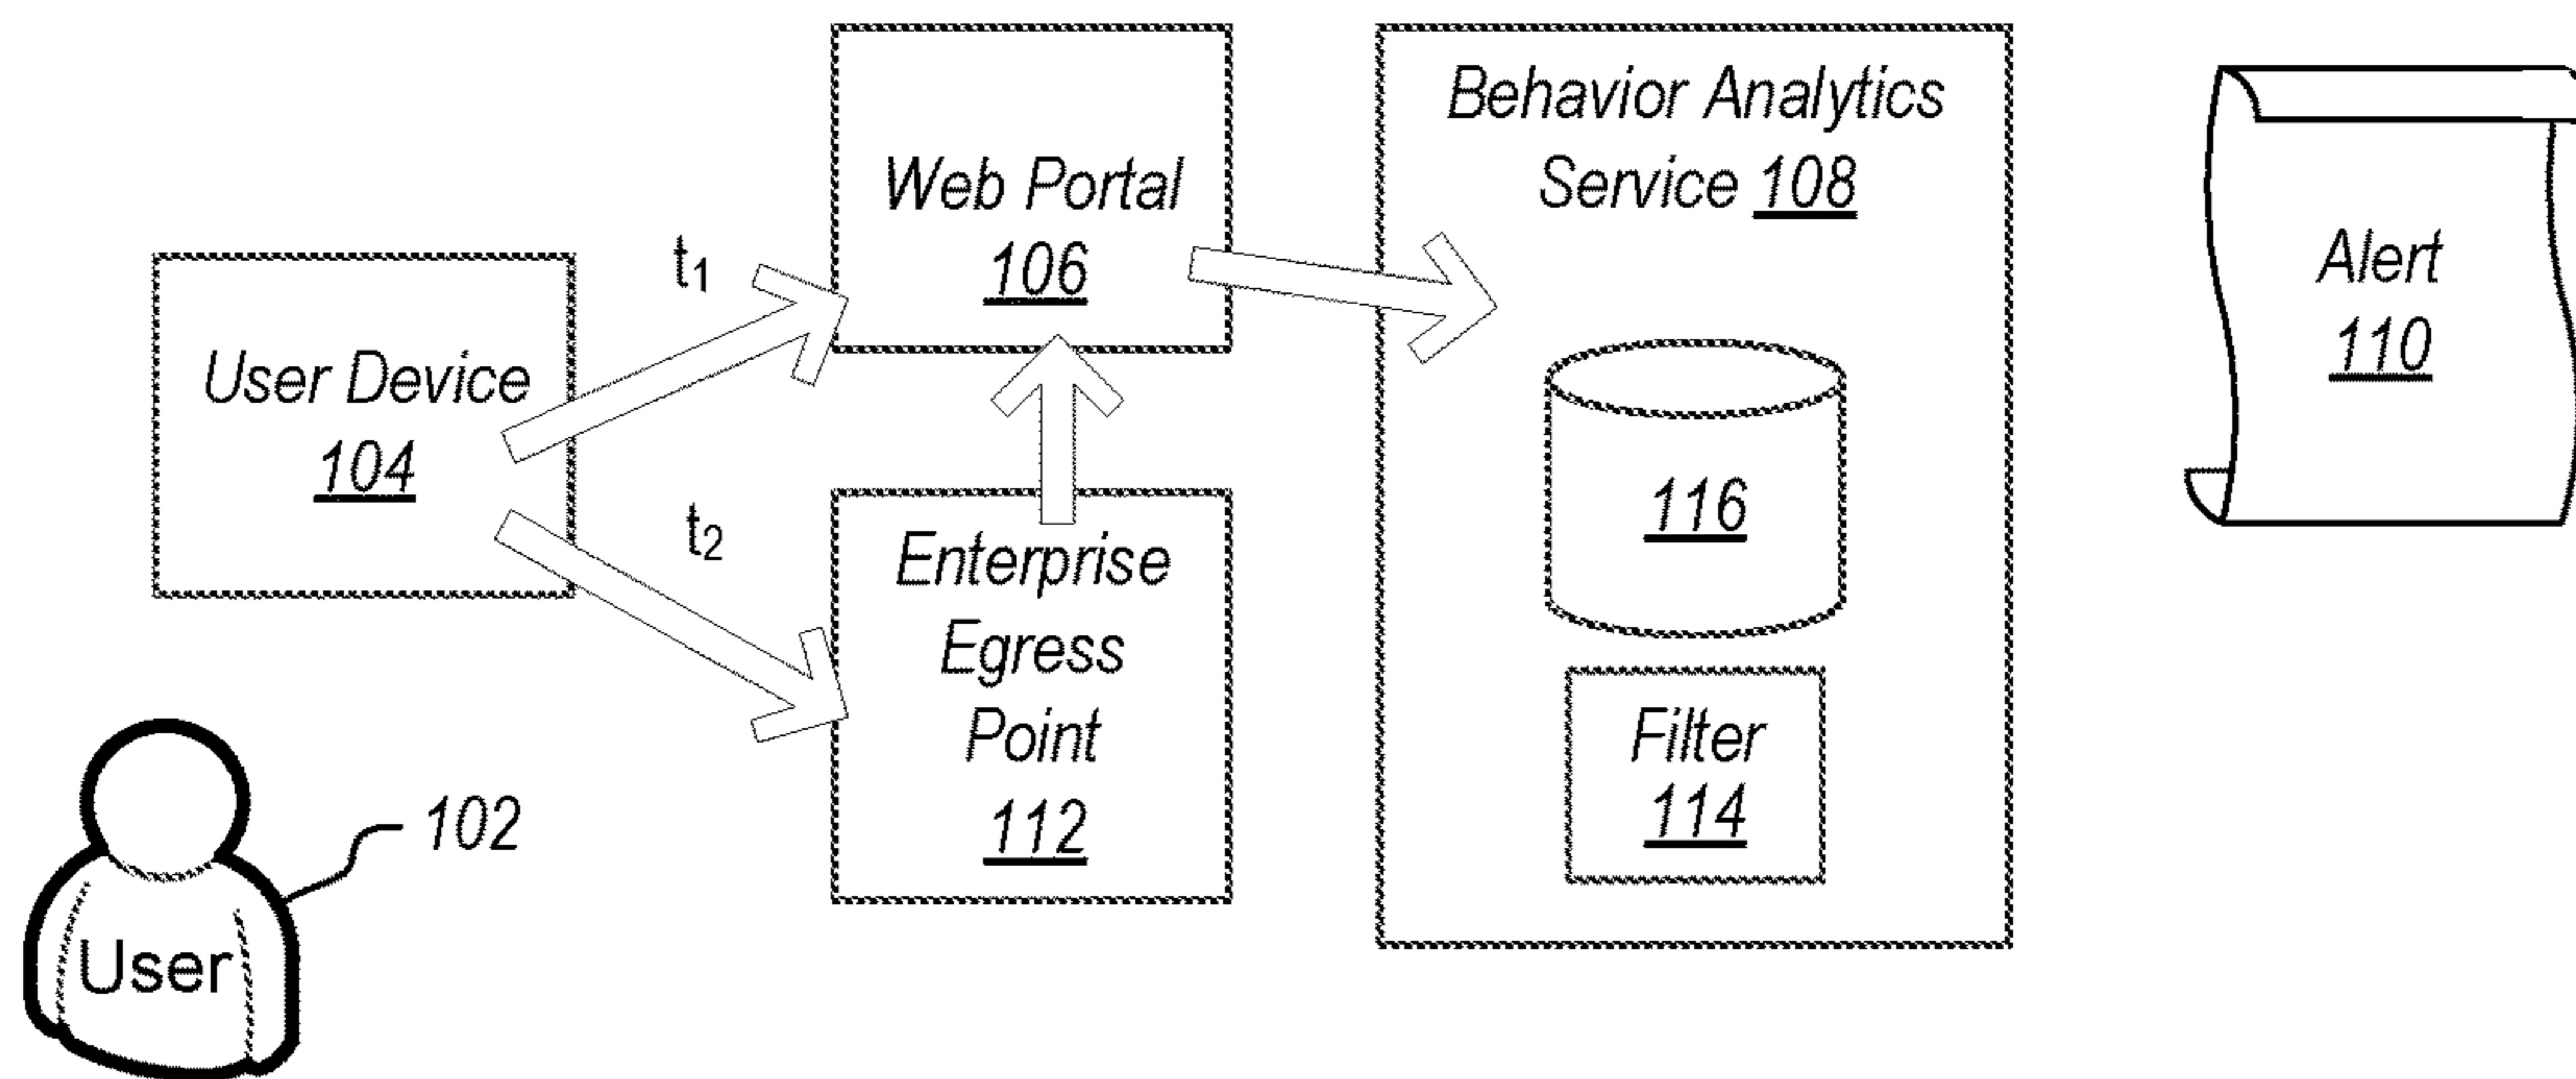 User Device
104
t1
t2
Web Portal
106
Enterprise
Egress
Point
112
Behavior Analytics
Service 108
116
Filter
114
Alert
110
102
User